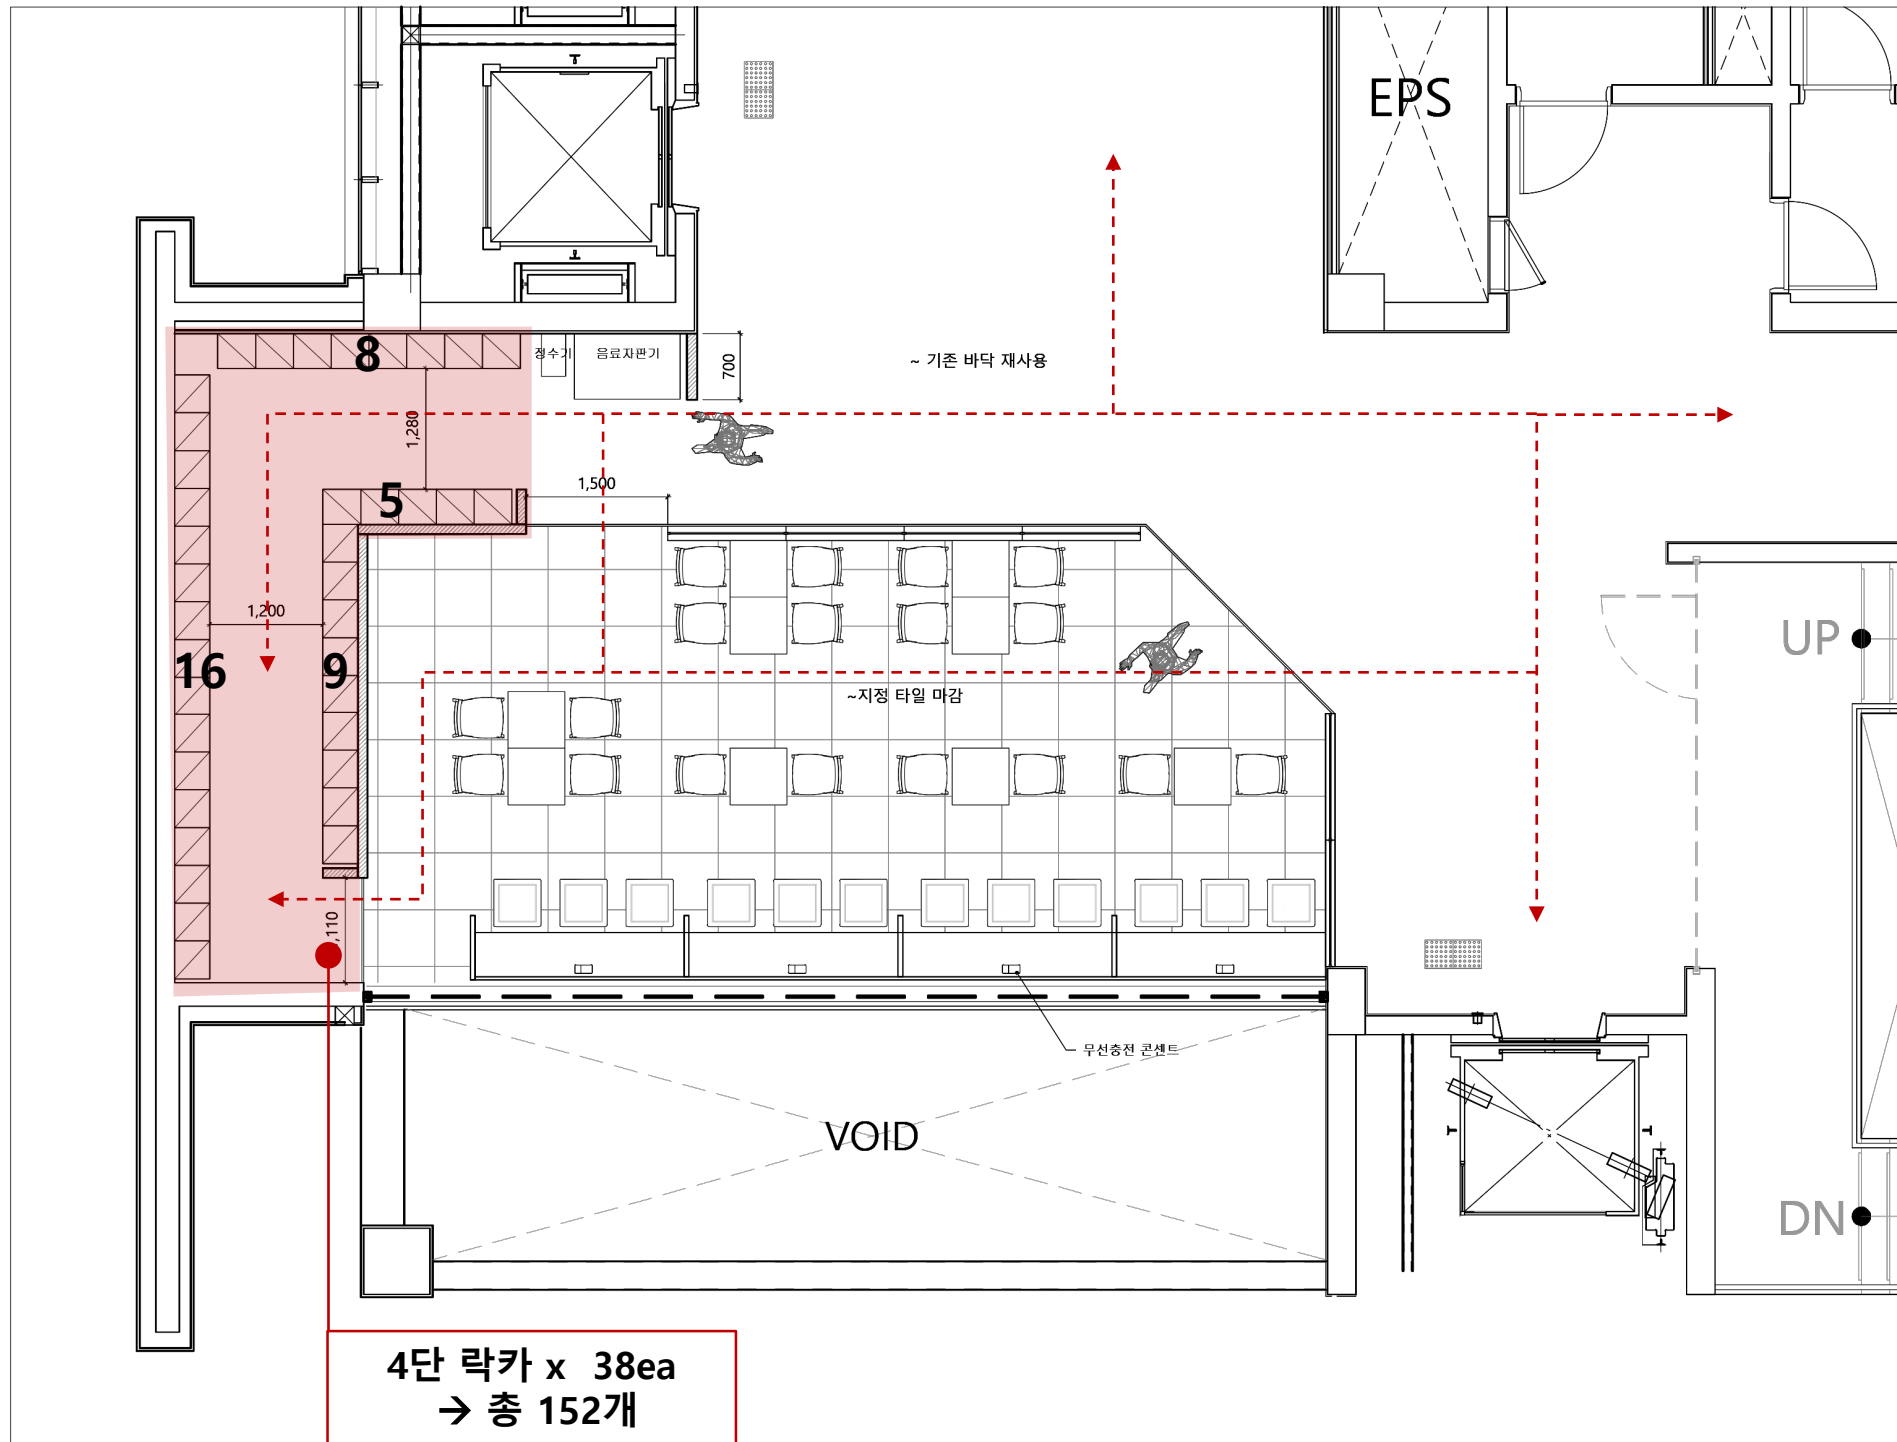 EPS
8
정수기
음료자판기
700
~ 기존 바닥 재사용
1,280
5
1,500
1,200
16
9
UP
~지정 타일 마감
,110
무선충전 콘센트
VOID
DN
4단 락카 x 38ea
→ 총 152개